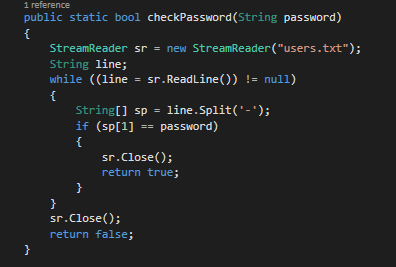 1 reference
public static bool checkPassword(String password)
{
StreamReader sr = new StreamReader("users.txt");
String line;
while ((line = sr.ReadLine()) != null)
{
String[] sp = line.Split('-');
if (sp[1] == password)
{
sr.Close();
return true;
}
}
sr.Close();
return false;
}